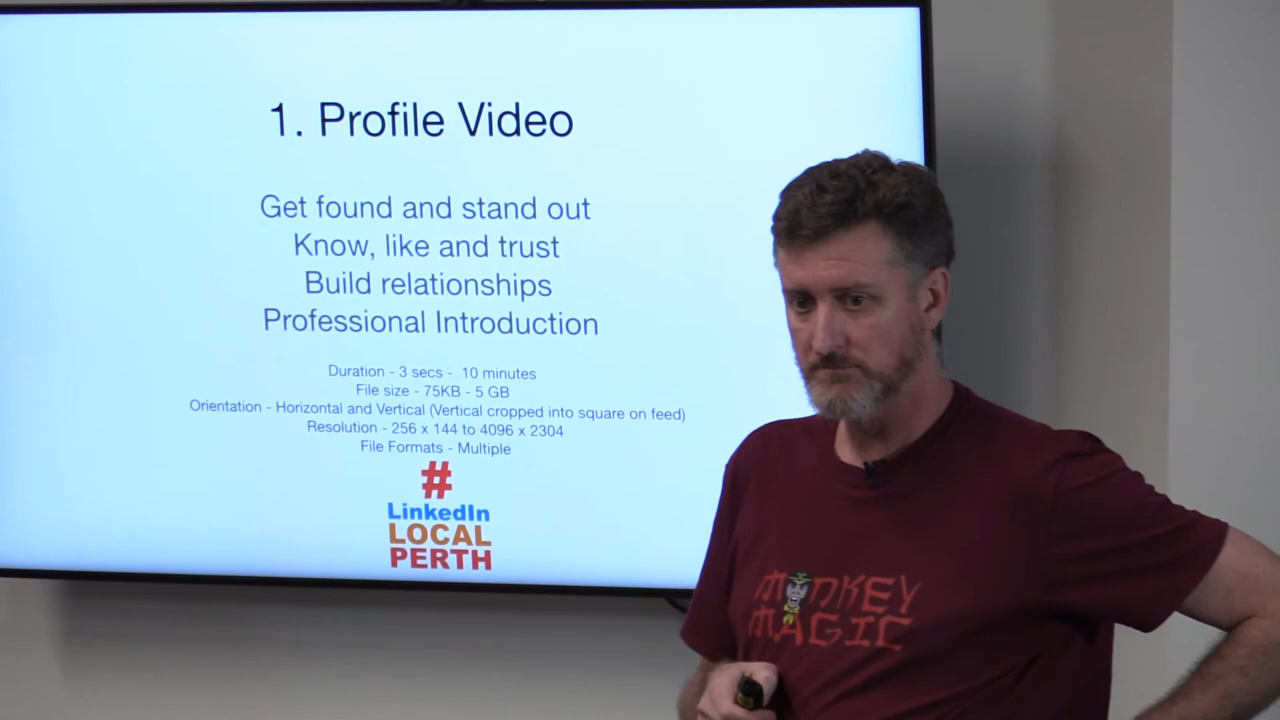 1. Profile Video
Get found and stand out
Know, like and trust
Build relationships
Professional Introduction
Duration - 3 secs - 10 minutes
File size - 75KB - 5 GB
Orientation - Horizontal and Vertical (Vertical cropped into square on feed)
Resolution - 256 x 144 to 4096 x 2304
File Formats - Multiple
#
LinkedIn
LOCAL
PERTH
MONKEY
MAGIC